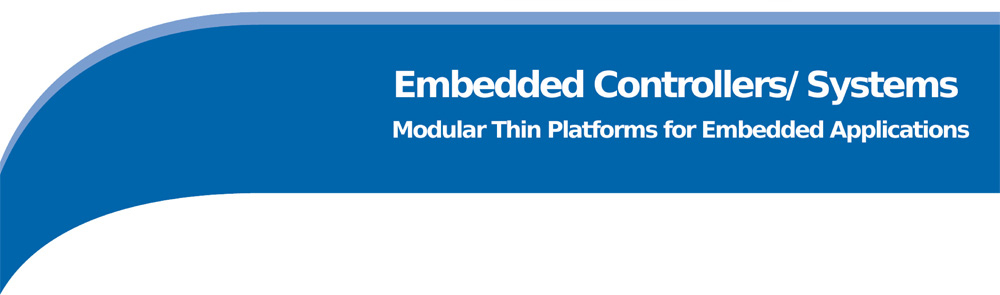 Embedded Controllers/ Systems
Modular Thin Platforms for Embedded Applications